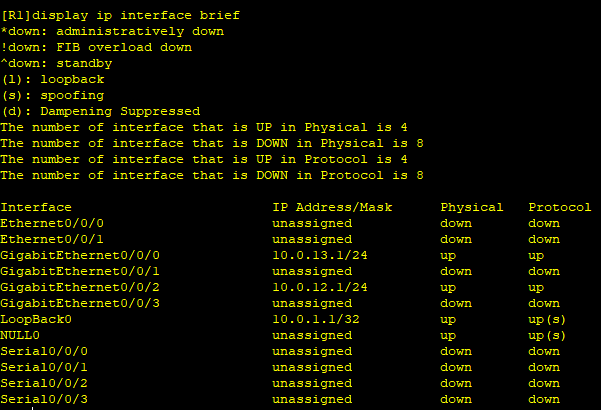 [R1]display ip interface brief
*down: administratively down
!down: FIB overload down
^down: standby
(l): loopback
(s): spoofing
(d): Dampening Suppressed
The number of interface that is UP in Physical is 4
The number of interface that is DOWN in Physical is 8
The number of interface that is UP in Protocol is 4
The number of interface that is DOWN in Protocol is 8
Interface IP Address/Mask Physical Protocol
Ethernet0/0/0 unassigned down down
Ethernet0/0/1 unassigned down down
GigabitEthernet0/0/0 10.0.13.1/24 up up
GigabitEthernet0/0/1 unassigned down down
GigabitEthernet0/0/2 10.0.12.1/24 up up
GigabitEthernet0/0/3 unassigned down down
LoopBack0 10.0.1.1/32 up up(s)
NULL0 unassigned up up(s)
Serial0/0/0 unassigned down down
Serial0/0/1 unassigned down down
Serial0/0/2 unassigned down down
Serial0/0/3 unassigned down down